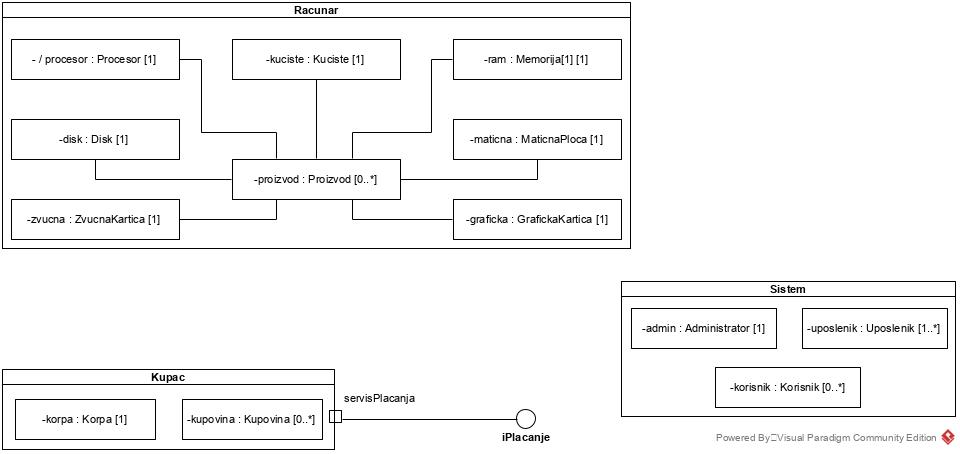 Racunar
- / procesor : Procesor [1]
-kuciste : Kuciste [1]
-ram : Memorija[1] [1]
-disk : Disk [1]
-maticna : MaticnaPloca [1]
-proizvod : Proizvod [0..*]
-zvucna : ZvucnaKartica [1]
-graficka : GrafickaKartica [1]
Sistem
-admin : Administrator [1]
-uposlenik : Uposlenik [1..*]
-korisnik : Korisnik [0..*]
Kupac
-korpa : Korpa [1]
-kupovina : Kupovina [0..*]
servisPlacanja
iPlacanje
Powered By Visual Paradigm Community Edition